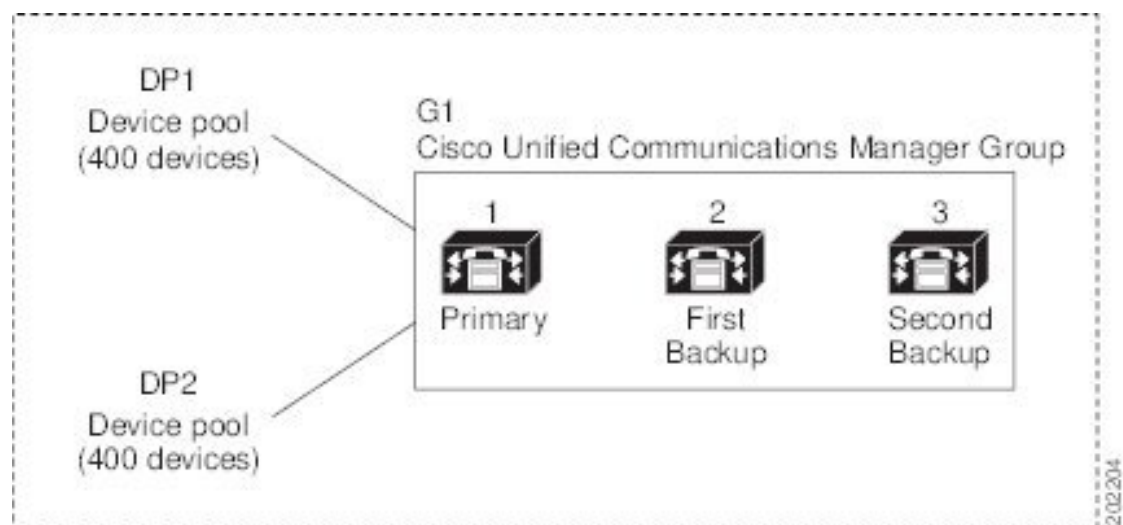 DP1
Device pool
(400 devices)
G1
Cisco Unified Communications Manager Group
1
2
3
Primary
First
Backup
Second
Backup
DP2
Device pool
(400 devices)
202204